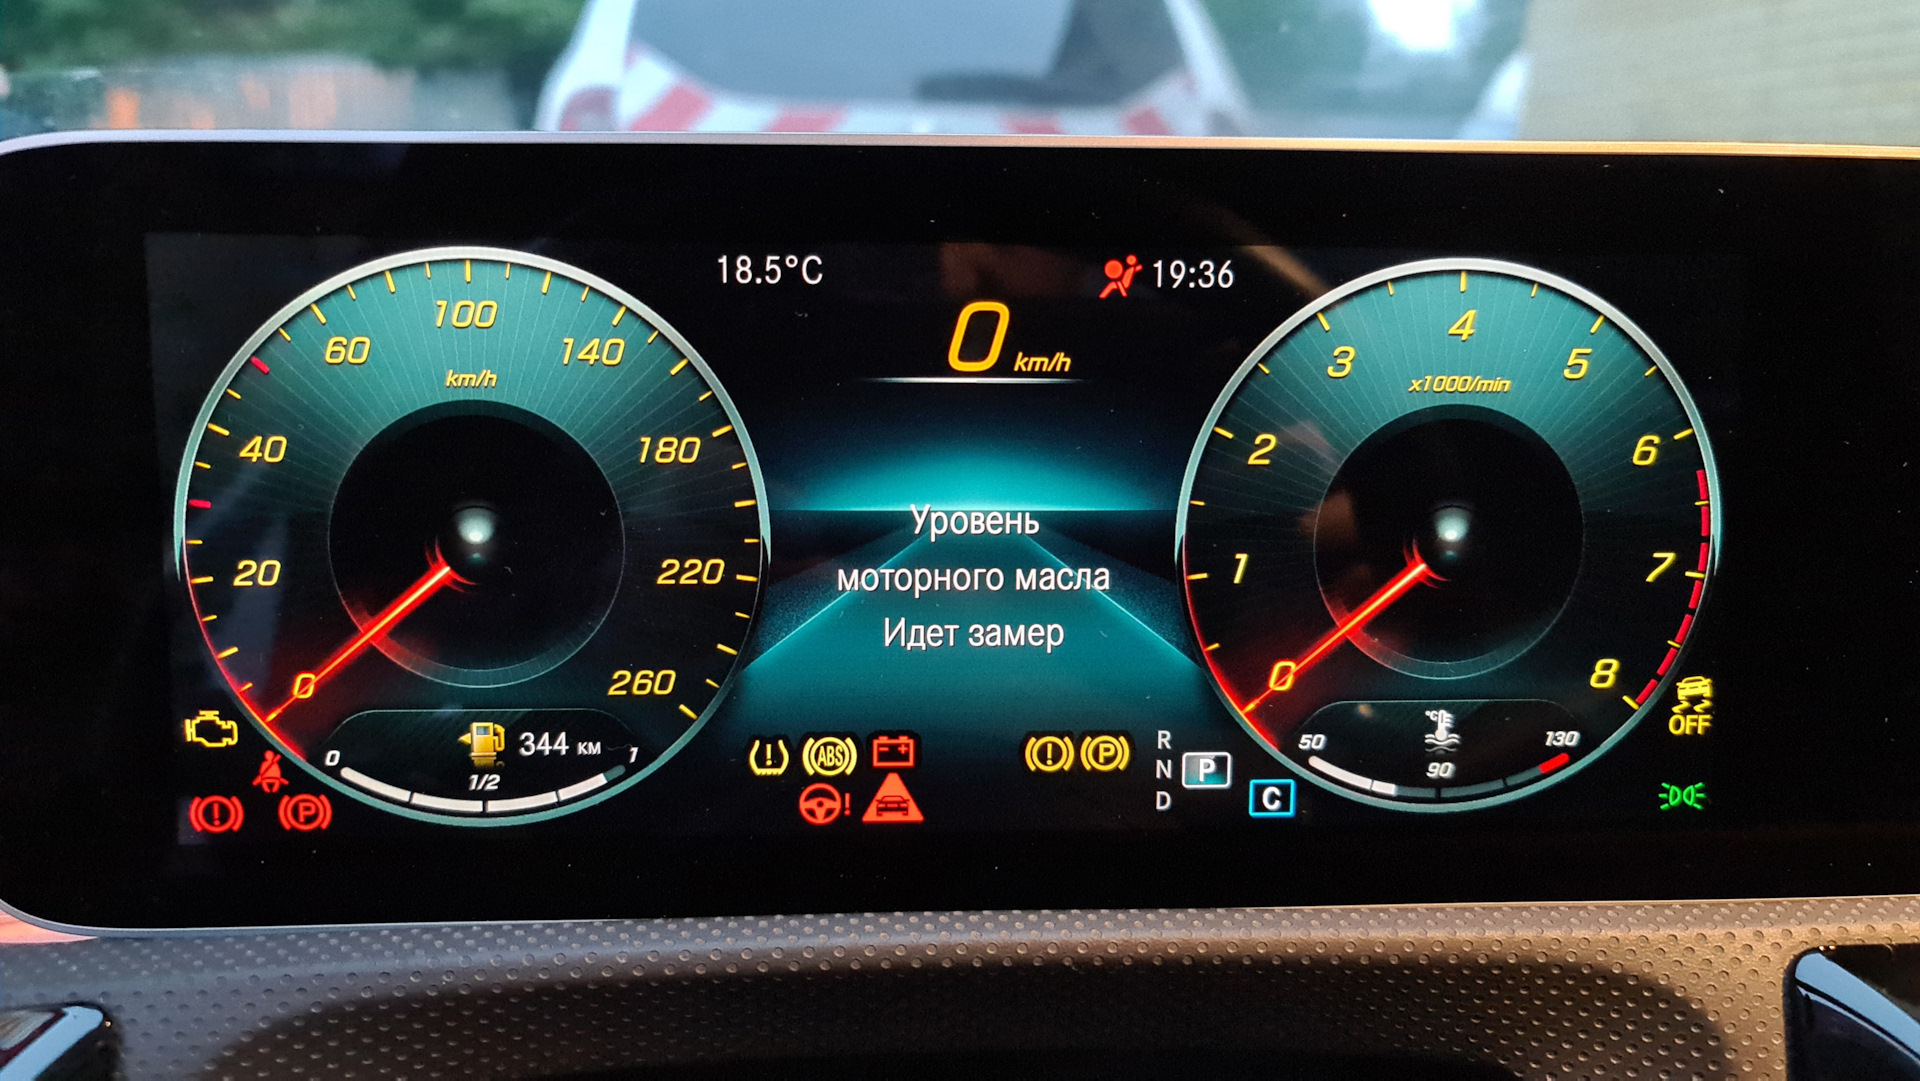 18.5°C
19:36
0 km/h
100
60
140
km/h
40
180
20
220
0
260
344 км
0
1
1/2
Уровень
моторного масла
Идет замер
4
3
5
x1000/min
2
6
1
7
0
8
50
130
°C
90
ABS
P
P
R
N
P
D
C
OFF